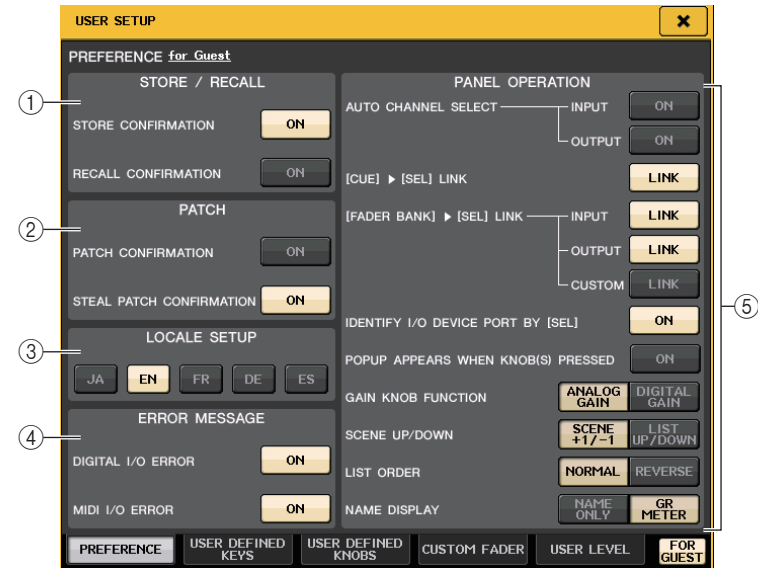 USER SETUP
PREFERENCE for Guest
STORE / RECALL
STORE CONFIRMATION ON
RECALL CONFIRMATION ON
PATCH
PATCH CONFIRMATION ON
STEAL PATCH CONFIRMATION ON
LOCALE SETUP
JA EN FR DE ES
ERROR MESSAGE
DIGITAL I/O ERROR ON
MIDI I/O ERROR ON
PANEL OPERATION
AUTO CHANNEL SELECT INPUT ON
OUTPUT ON
[CUE] ▶ [SEL] LINK LINK
[FADER BANK] ▶ [SEL] LINK INPUT LINK
OUTPUT LINK
CUSTOM LINK
IDENTIFY I/O DEVICE PORT BY [SEL] ON
POPUP APPEARS WHEN KNOB(S) PRESSED ON
GAIN KNOB FUNCTION ANALOG GAIN DIGITAL GAIN
SCENE UP/DOWN SCENE +1/-1 LIST UP/DOWN
LIST ORDER NORMAL REVERSE
NAME DISPLAY NAME ONLY GR METER
PREFERENCE USER DEFINED KEYS USER DEFINED KNOBS CUSTOM FADER USER LEVEL FOR GUEST
①
②
③
④
⑤